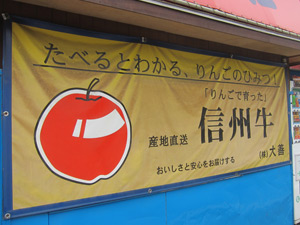 たべるとわかる、りんごのひみつ!
「りんごで育った」
産地直送 信州牛
(株)大善
おいしさと安心をお届けする